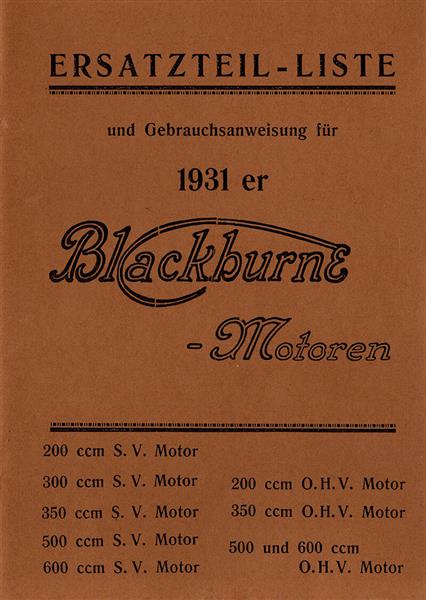 ERSATZTEIL-LISTE
und Gebrauchsanweisung für
1931 er
Blackburne
-Motoren
200 ccm S. V. Motor
300 ccm S. V. Motor
350 ccm S. V. Motor
500 ccm S. V. Motor
600 ccm S. V. Motor
200 ccm O.H.V. Motor
350 ccm O.H.V. Motor
500 und 600 ccm
O.H.V. Motor